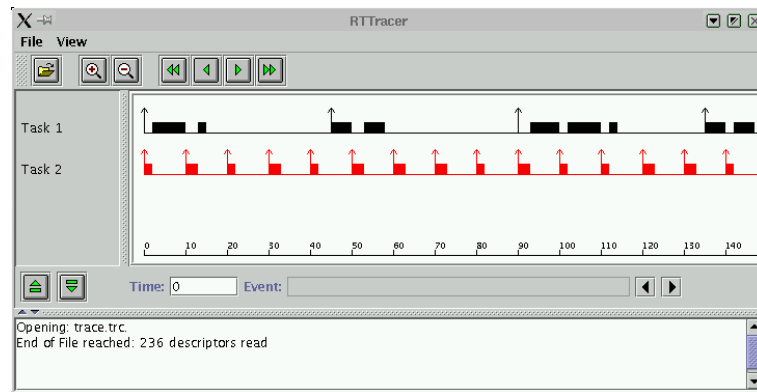 RTTracer
File View
Task 1
Task 2
0 10 20 30 40 50 60 70 80 90 100 110 120 130 140
Time: 0 Event:
Opening: trace.trc.
End of File reached: 236 descriptors read